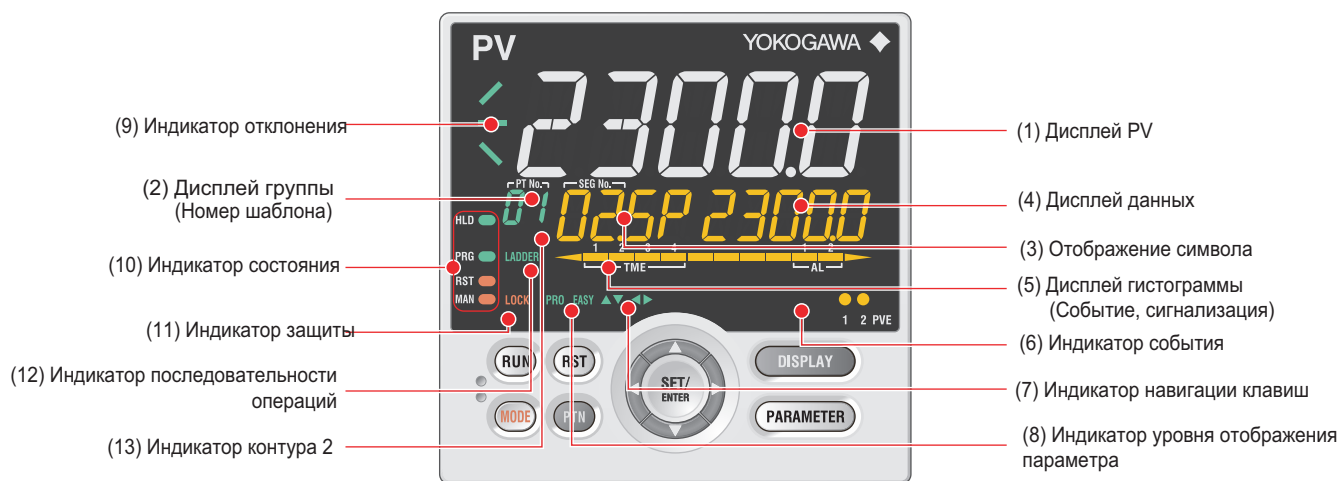 PV
YOKOGAWA
2300.0
PT No.
SEG No.
01
02.SP 2300.0
HLD
PRG
RST
MAN
LADDER
1 2 3 4
1 2
TME
AL
LOCK
PRO
EASY
1 2 PVE
RUN
RST
MODE
PTN
SET/
ENTER
DISPLAY
PARAMETER
(9) Индикатор отклонения
(2) Дисплей группы
(Номер шаблона)
(10) Индикатор состояния
(11) Индикатор защиты
(12) Индикатор последовательности
операций
(13) Индикатор контура 2
(1) Дисплей PV
(4) Дисплей данных
(3) Отображение символа
(5) Дисплей гистограммы
(Событие, сигнализация)
(6) Индикатор события
(7) Индикатор навигации клавиш
(8) Индикатор уровня отображения
параметра